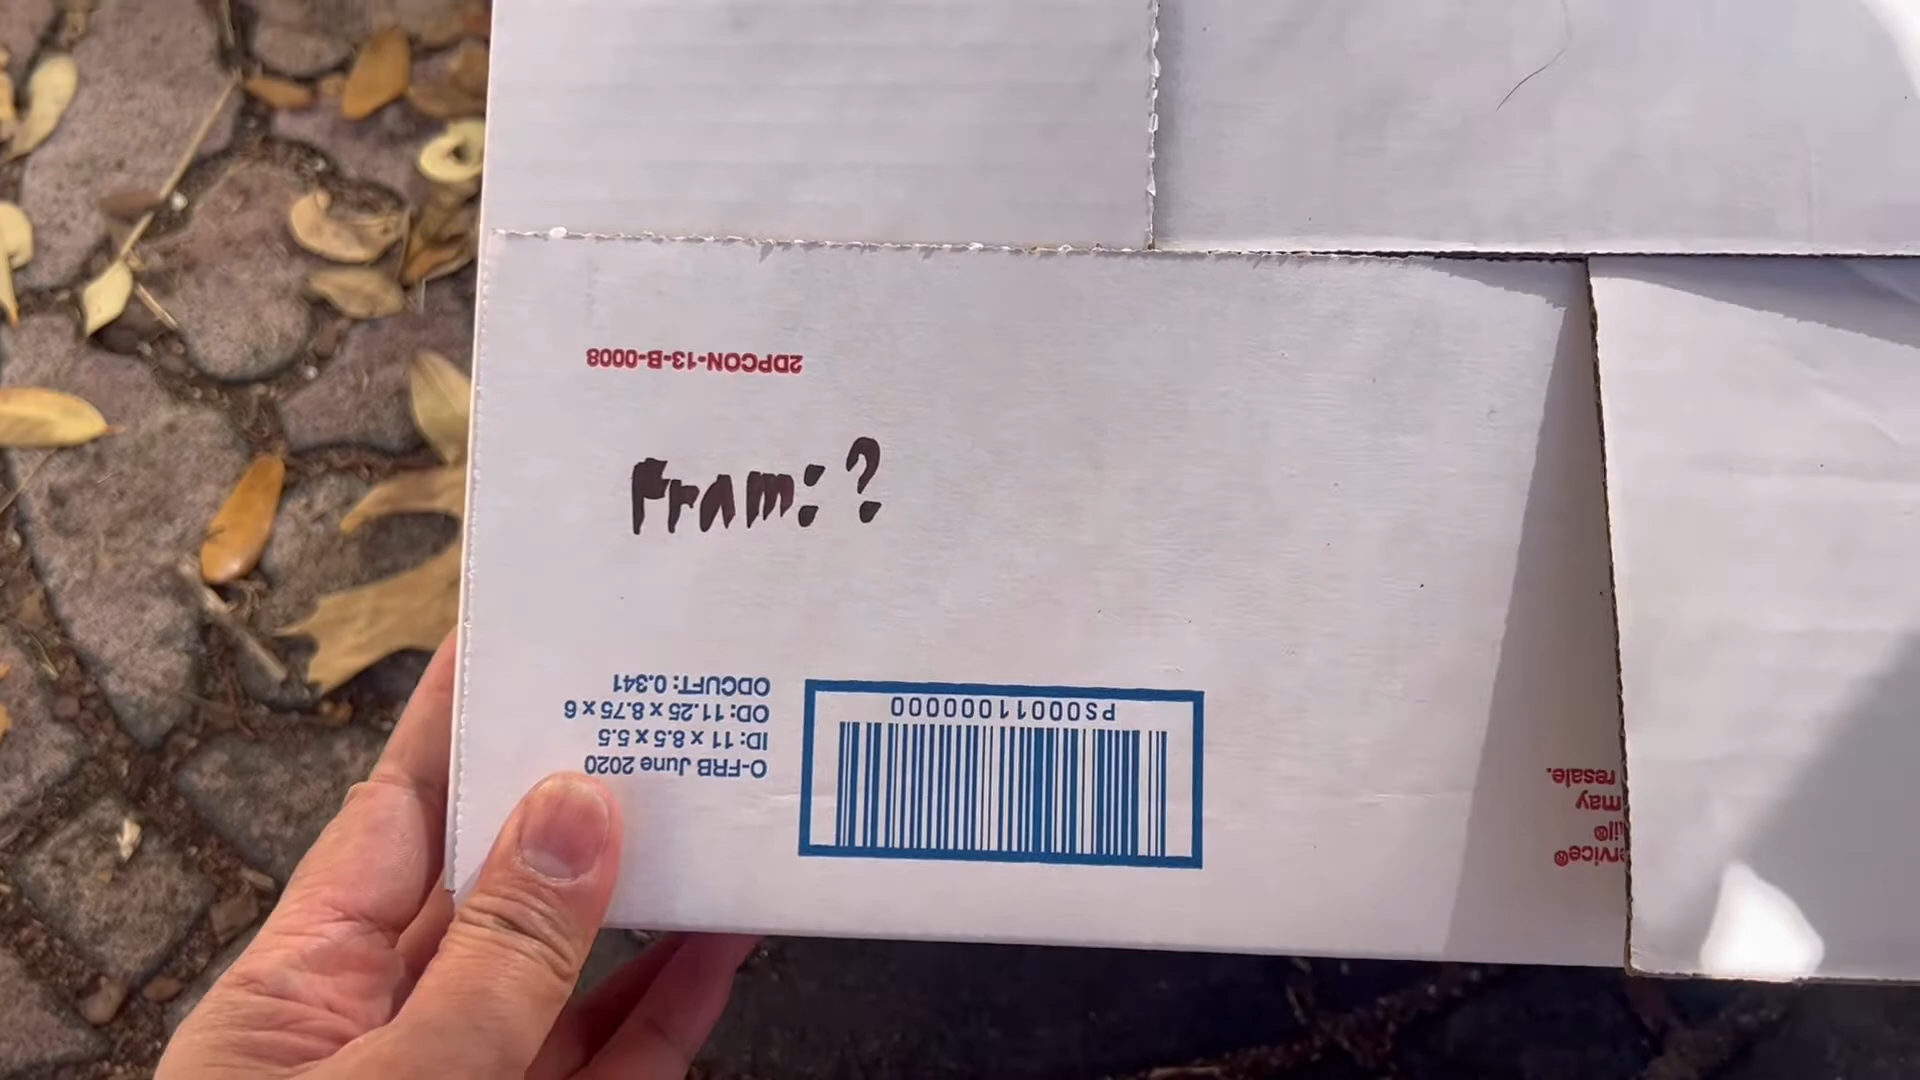 2DPCON-13-B-0008
Fram: ?
PS00011000000
O-FRB June 2020
ID: 11 x 8.5 x 5.5
OD: 11.25 x 8.75 x 6
ODCUFT: 0.341
may
resale.